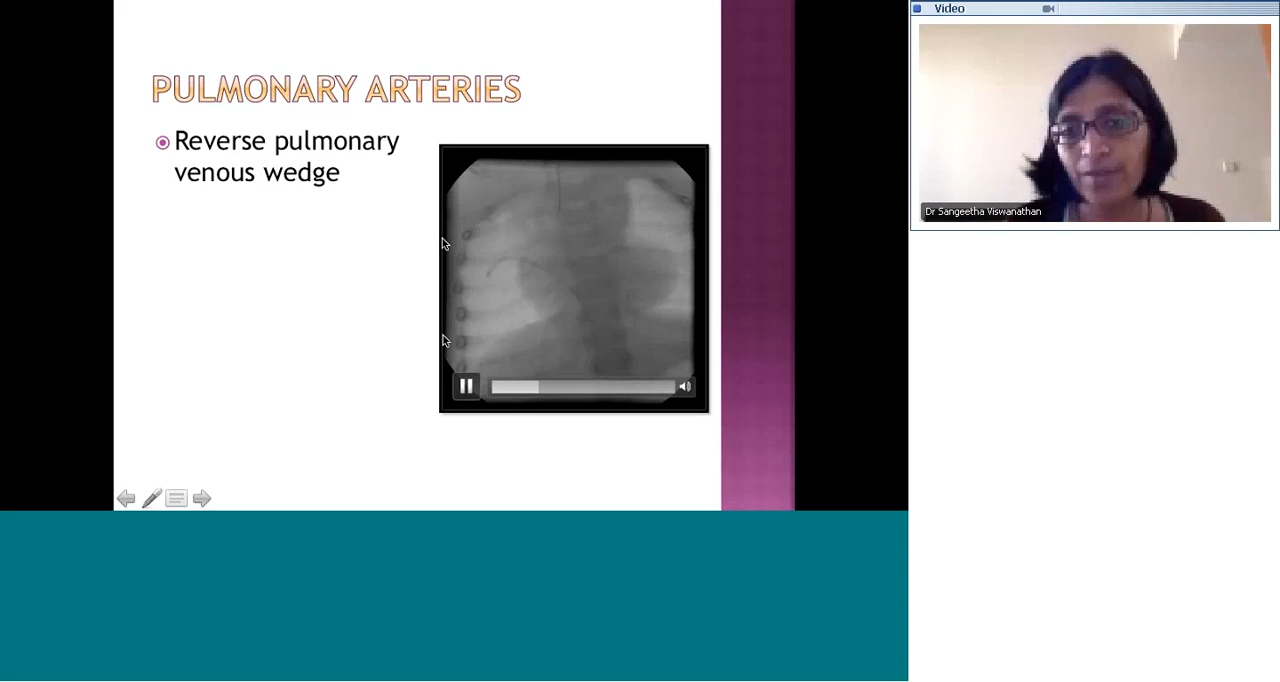 PULMONARY ARTERIES
Reverse pulmonary
venous wedge
Video
Dr Sangeetha Viswanathan